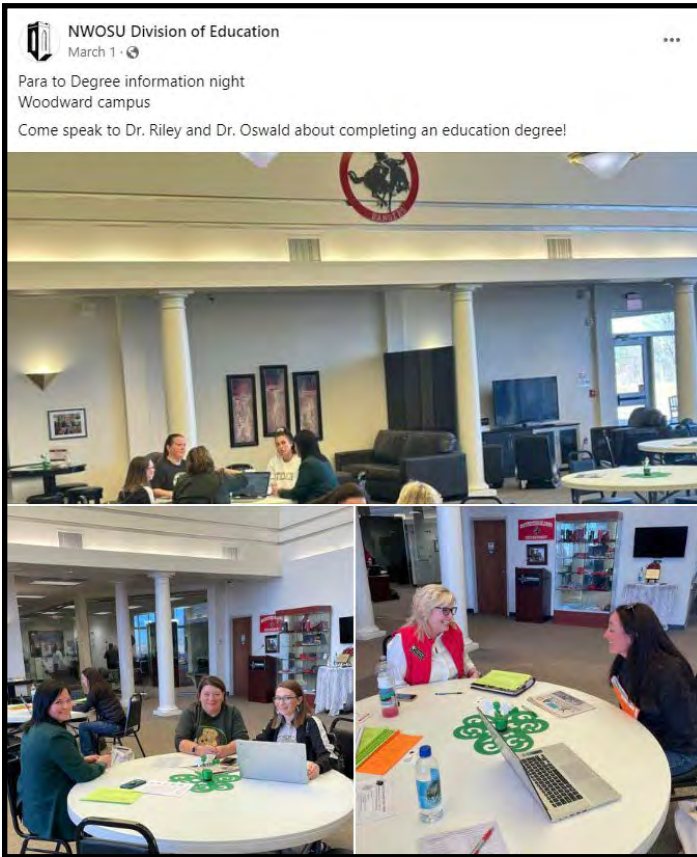 NWOSU Division of Education
March 1 ·
Para to Degree information night
Woodward campus
Come speak to Dr. Riley and Dr. Oswald about completing an education degree!
RANGERS